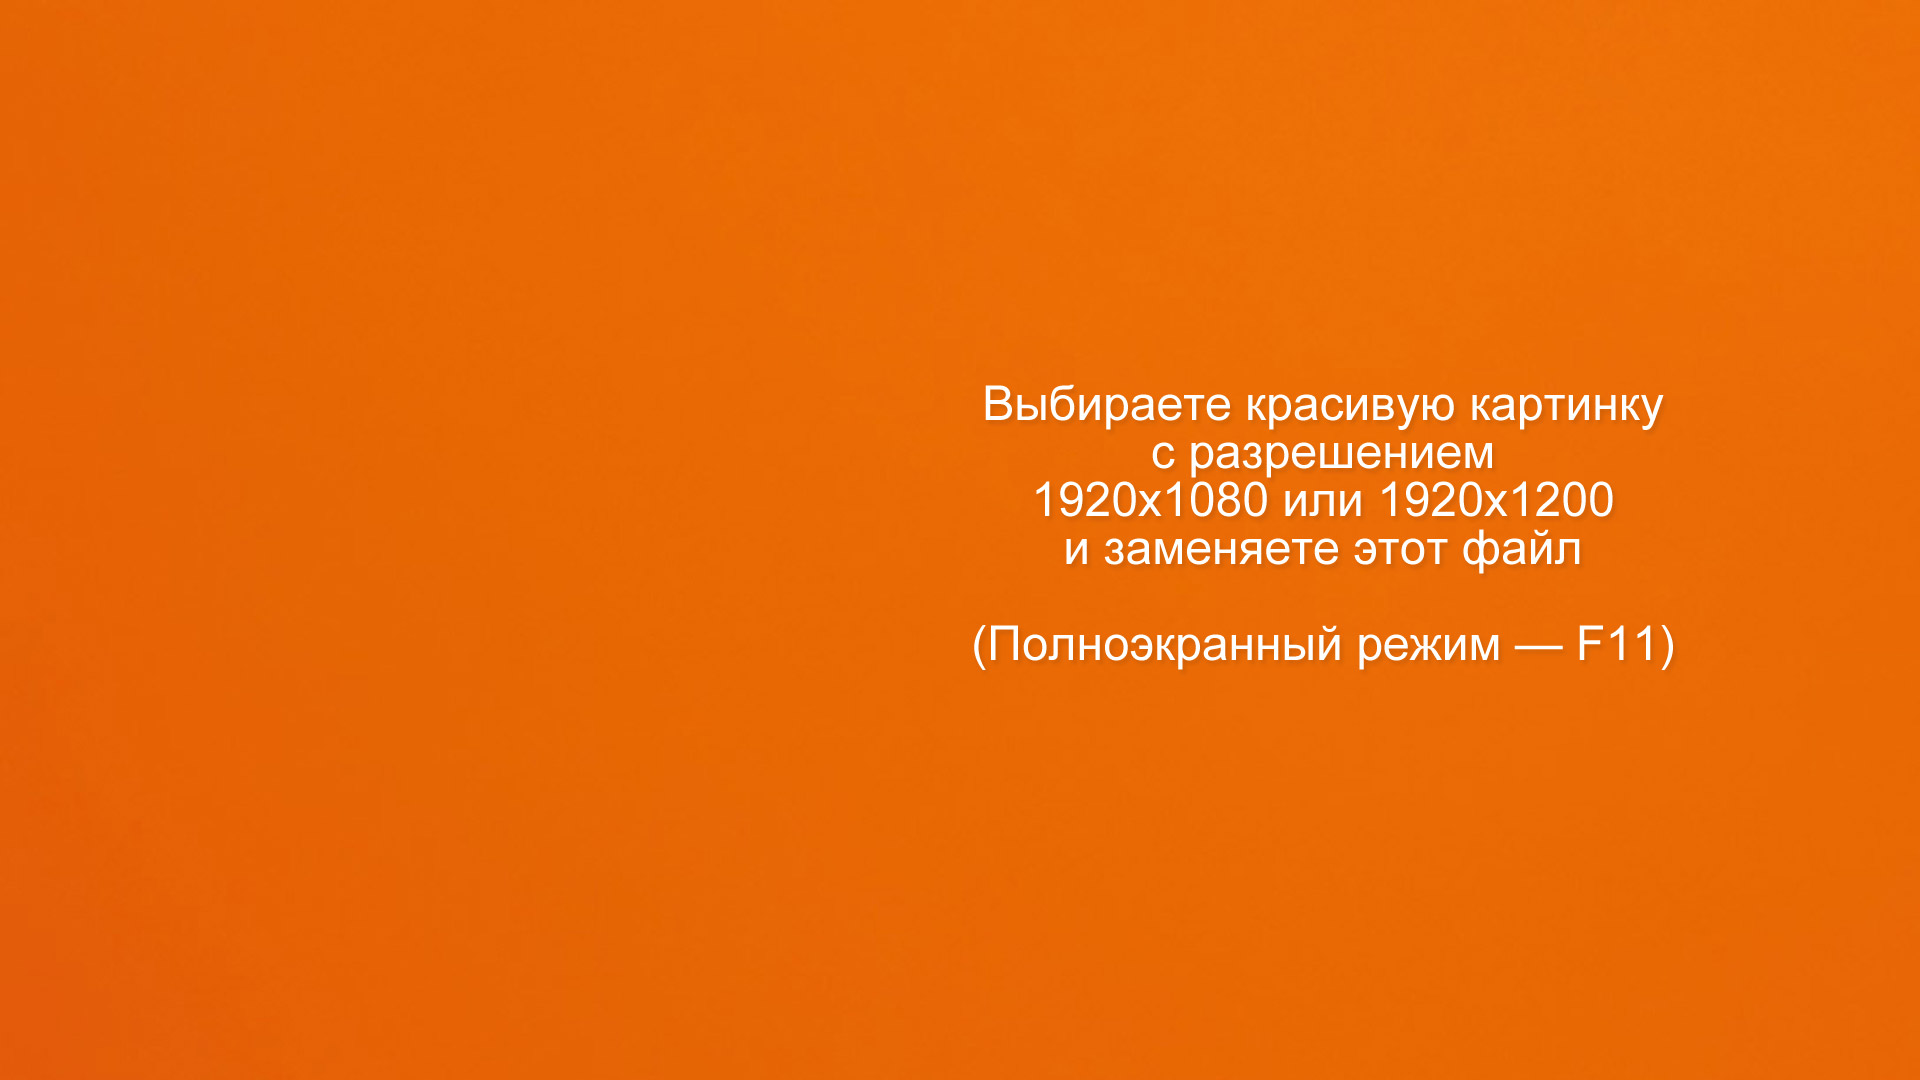 Выбираете красивую картинку
с разрешением
1920x1080 или 1920x1200
и заменяете этот файл
(Полноэкранный режим — F11)